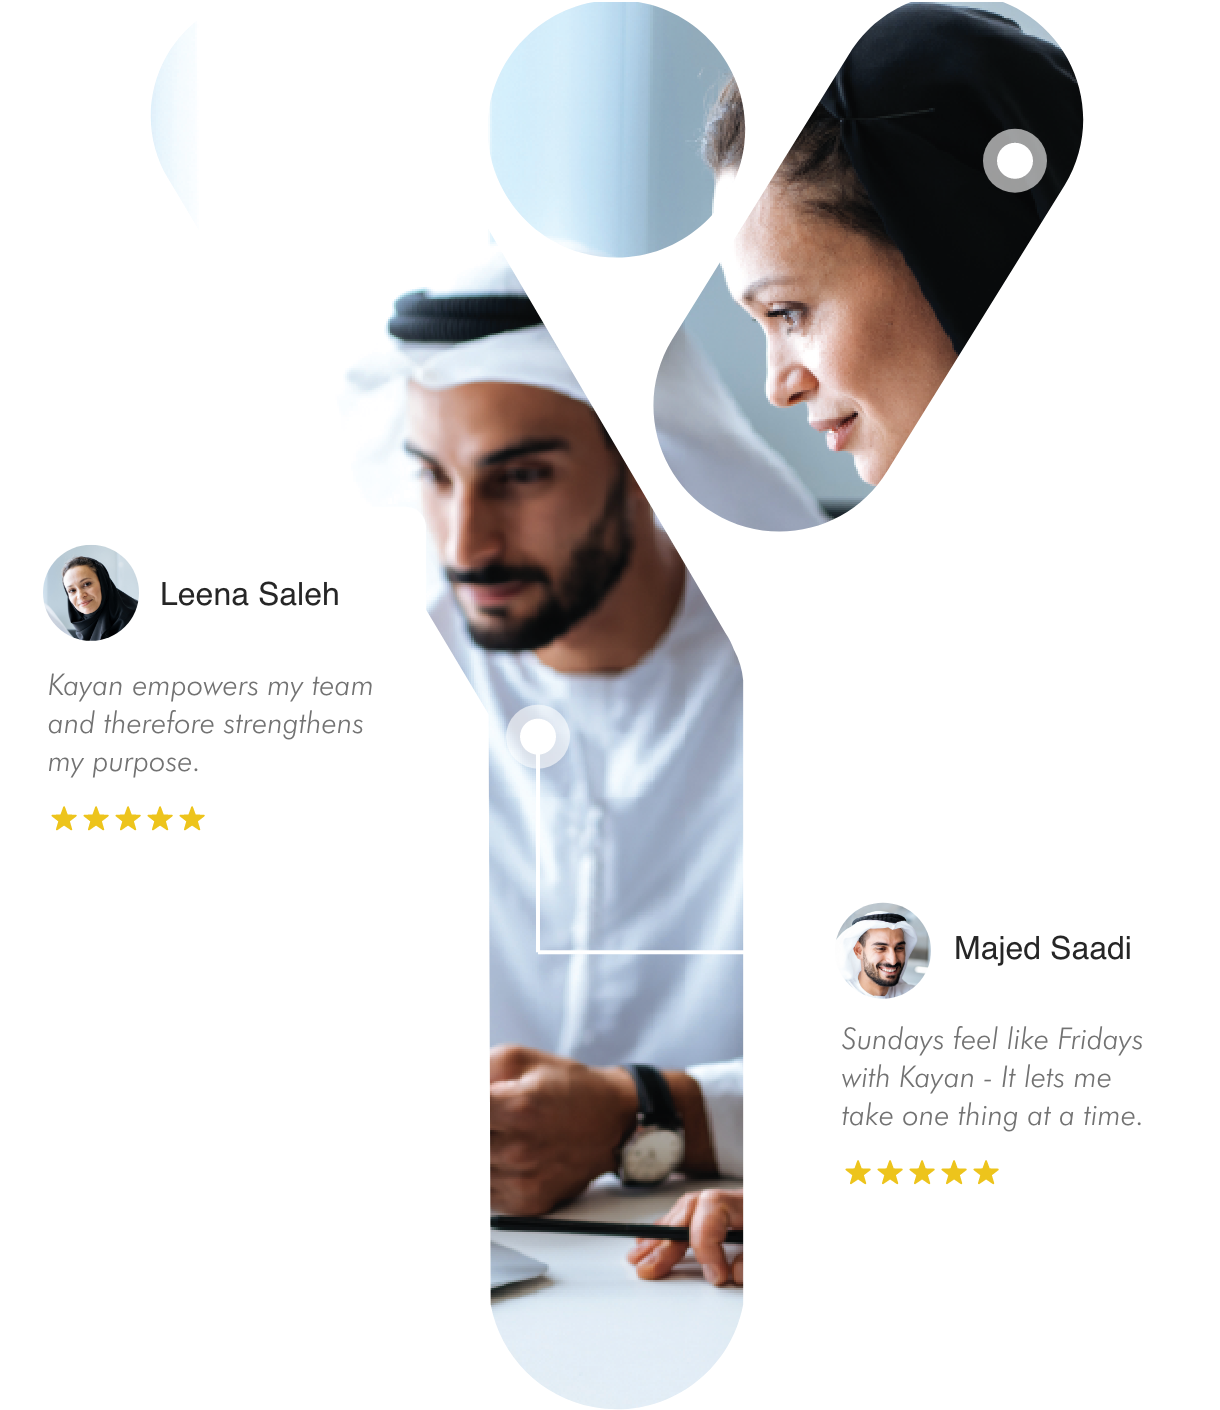 Leena Saleh
Kayan empowers my team
and therefore strengthens
my purpose.
Majed Saadi
Sundays feel like Fridays
with Kayan - It lets me
take one thing at a time.